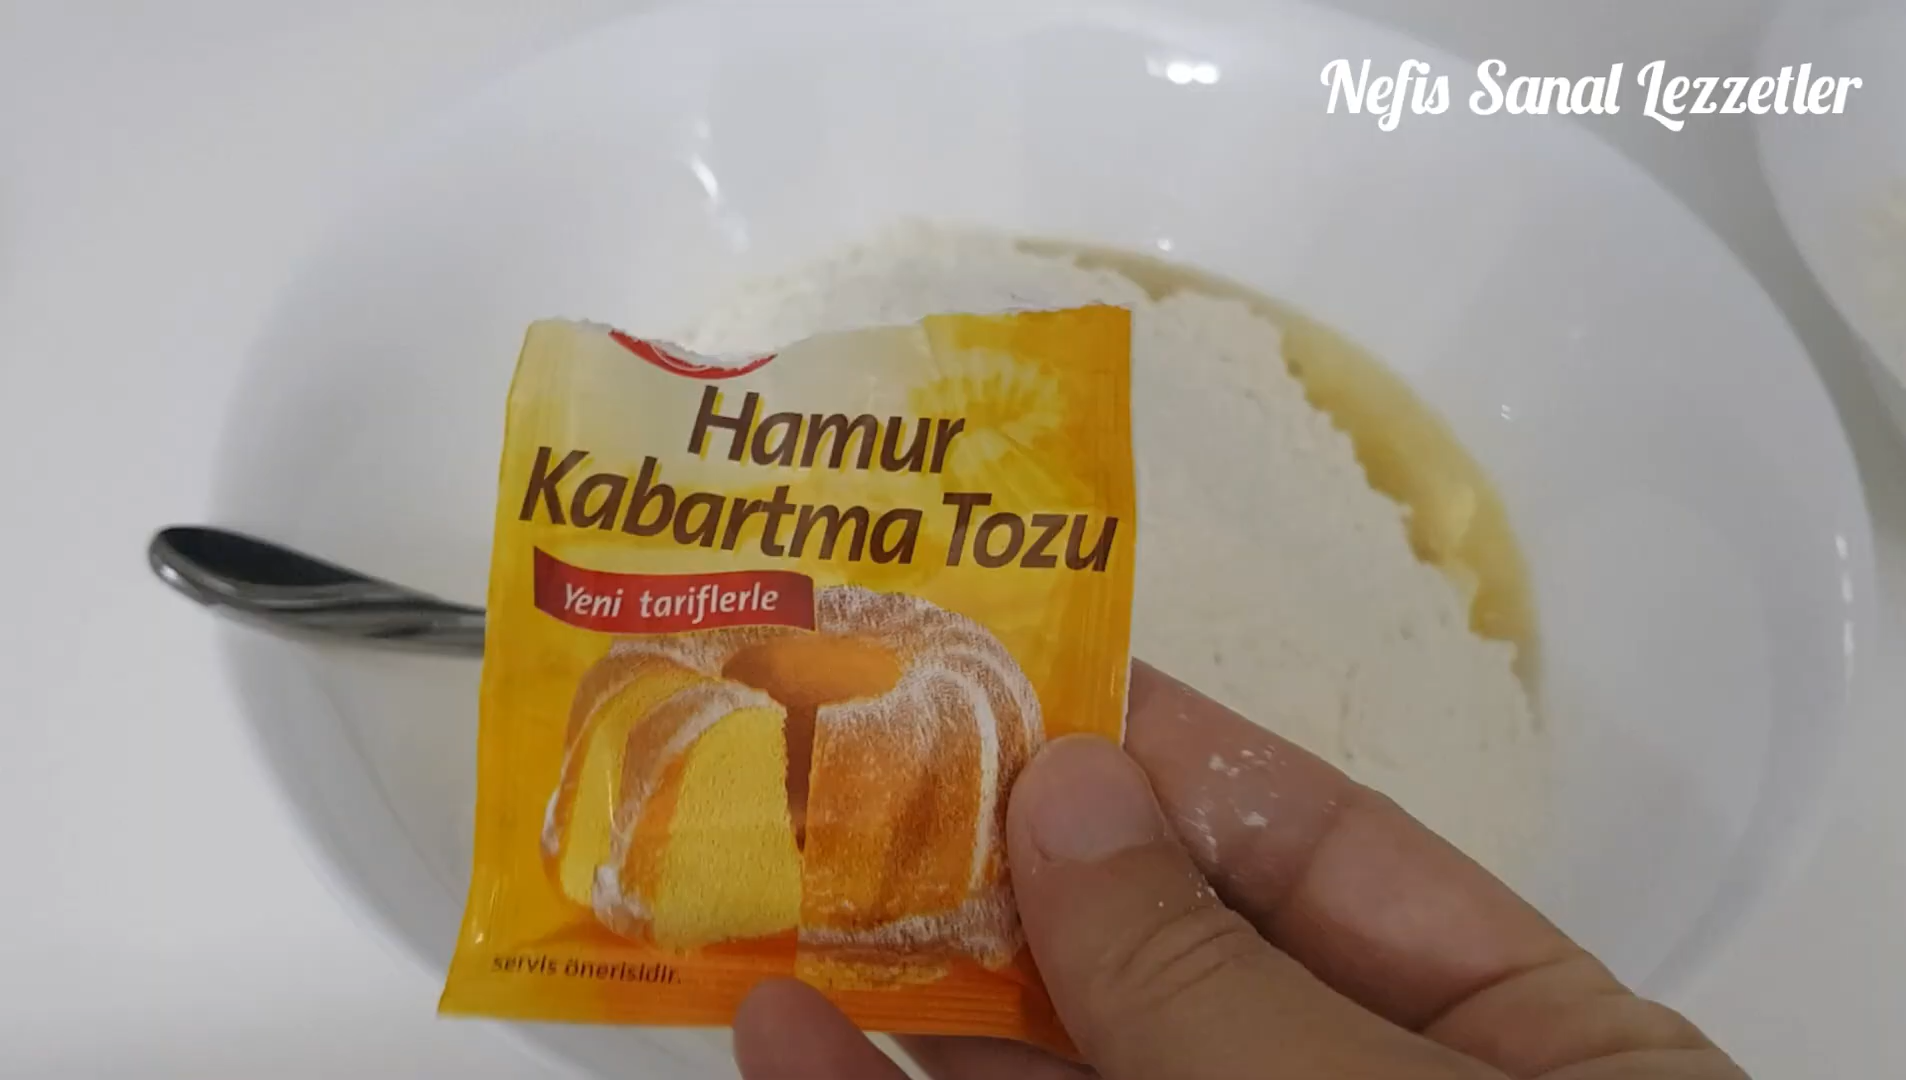 Nefis Sanal Lezzetler
Hamur
Kabartma Tozu
Yeni tariflerle
servis önerisidir.